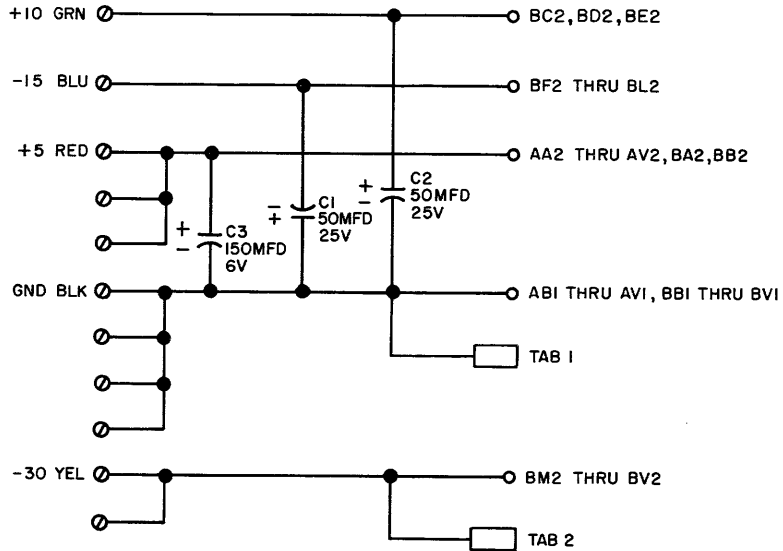 +10 GRN
BC2, BD2, BE2
-15 BLU
BF2 THRU BL2
+5 RED
AA2 THRU AV2, BA2, BB2
+
-
C3
150MFD
6V
-
+
C1
50MFD
25V
+
-
C2
50MFD
25V
GND BLK
AB1 THRU AV1, BB1 THRU BV1
TAB 1
-30 YEL
BM2 THRU BV2
TAB 2